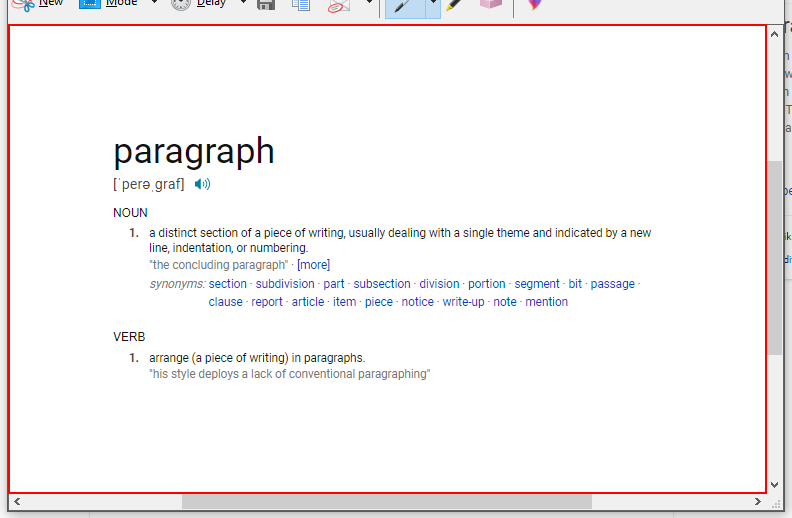 New Mode Delay
paragraph
[ˈperəˌɡraf]
NOUN
1. a distinct section of a piece of writing, usually dealing with a single theme and indicated by a new
line, indentation, or numbering.
"the concluding paragraph" · [more]
synonyms: section · subdivision · part · subsection · division · portion · segment · bit · passage ·
clause · report · article · item · piece · notice · write-up · note · mention
VERB
1. arrange (a piece of writing) in paragraphs.
"his style deploys a lack of conventional paragraphing"